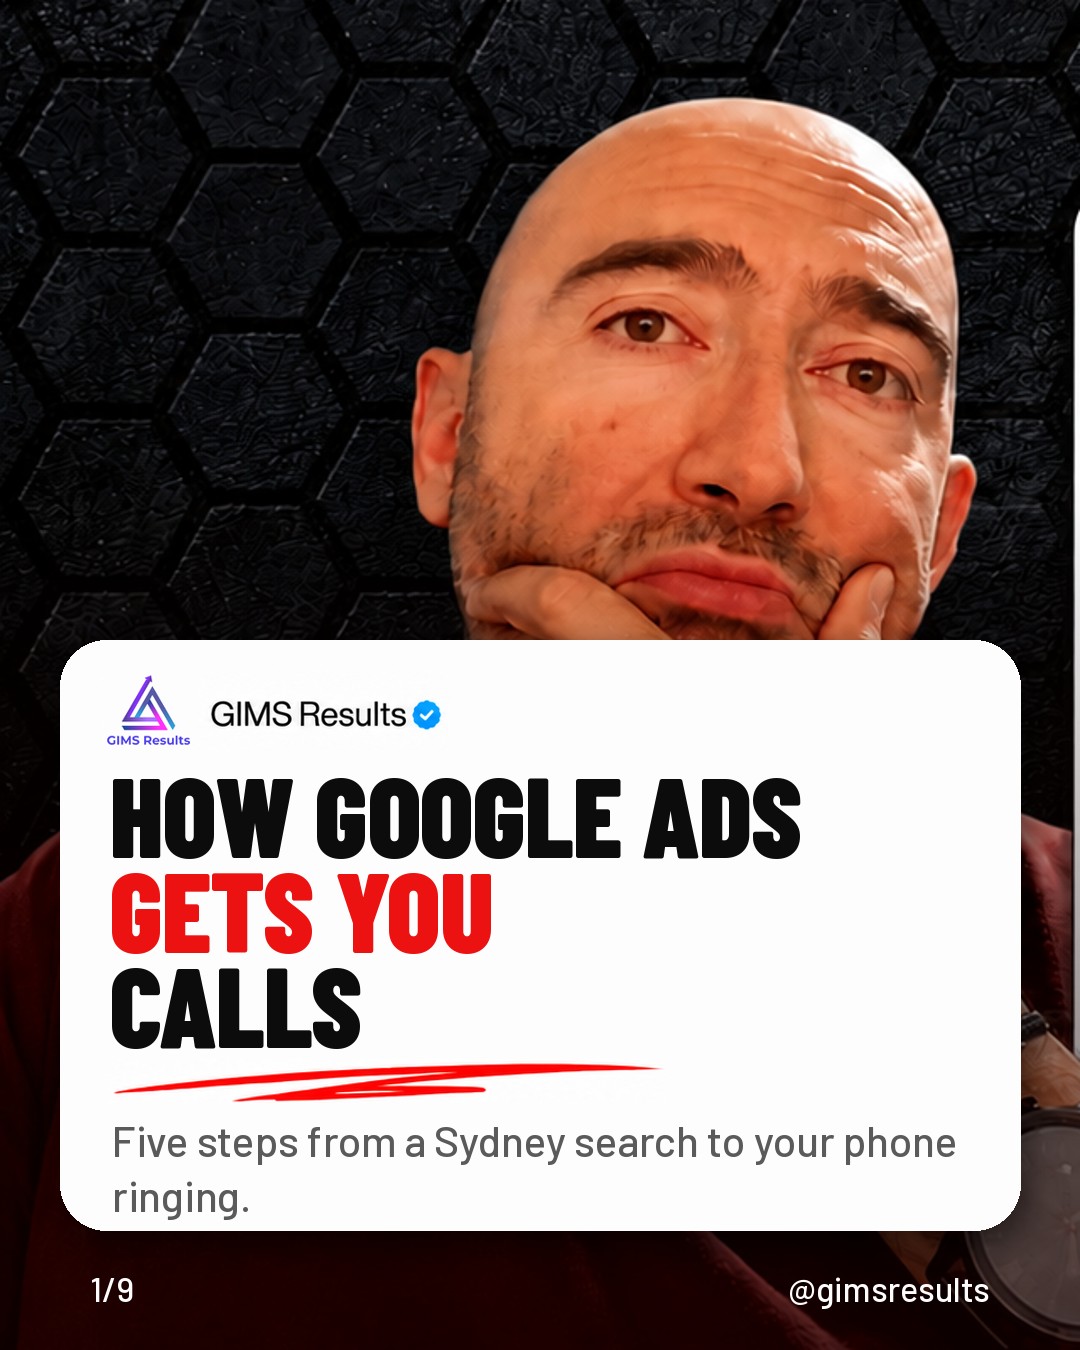 GIMS Results
GIMS Results
HOW GOOGLE ADS
GETS YOU
CALLS
Five steps from a Sydney search to your phone
ringing.
1/9
@gimsresults